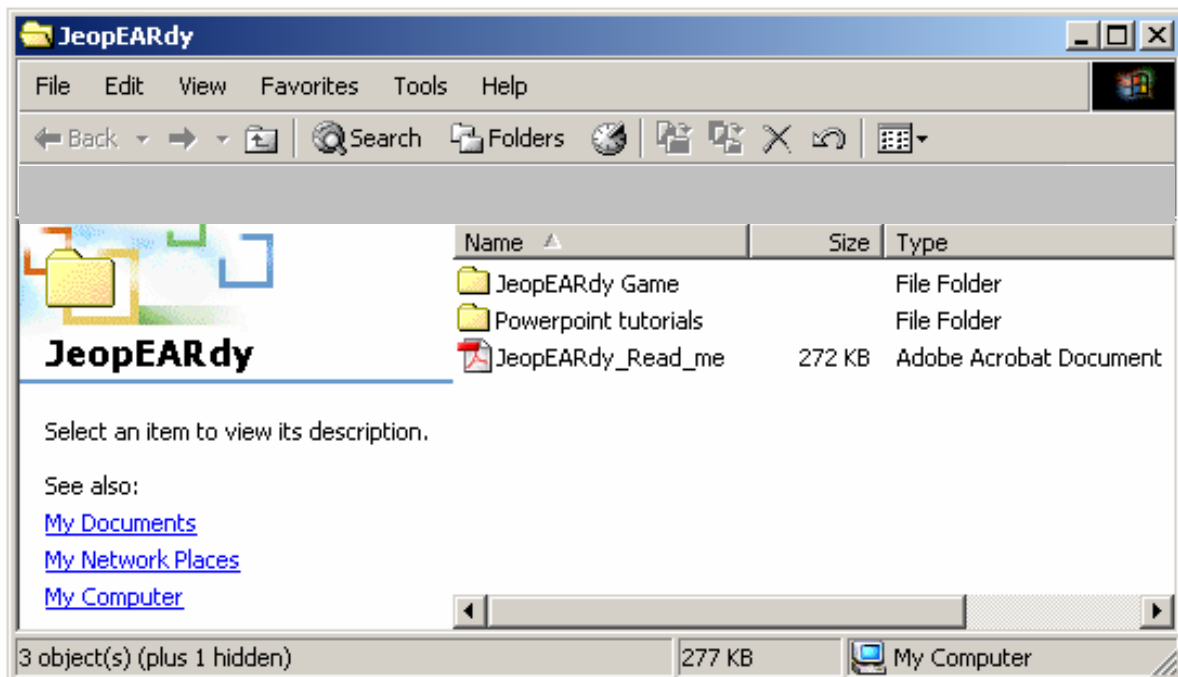 JeopEARdy
File Edit View Favorites Tools Help
Back Search Folders
Name Size Type
JeopEARdy Game File Folder
Powerpoint tutorials File Folder
JeopEARdy_Read_me 272 KB Adobe Acrobat Document
JeopEARdy
Select an item to view its description.
See also:
My Documents
My Network Places
My Computer
3 object(s) (plus 1 hidden) 277 KB My Computer